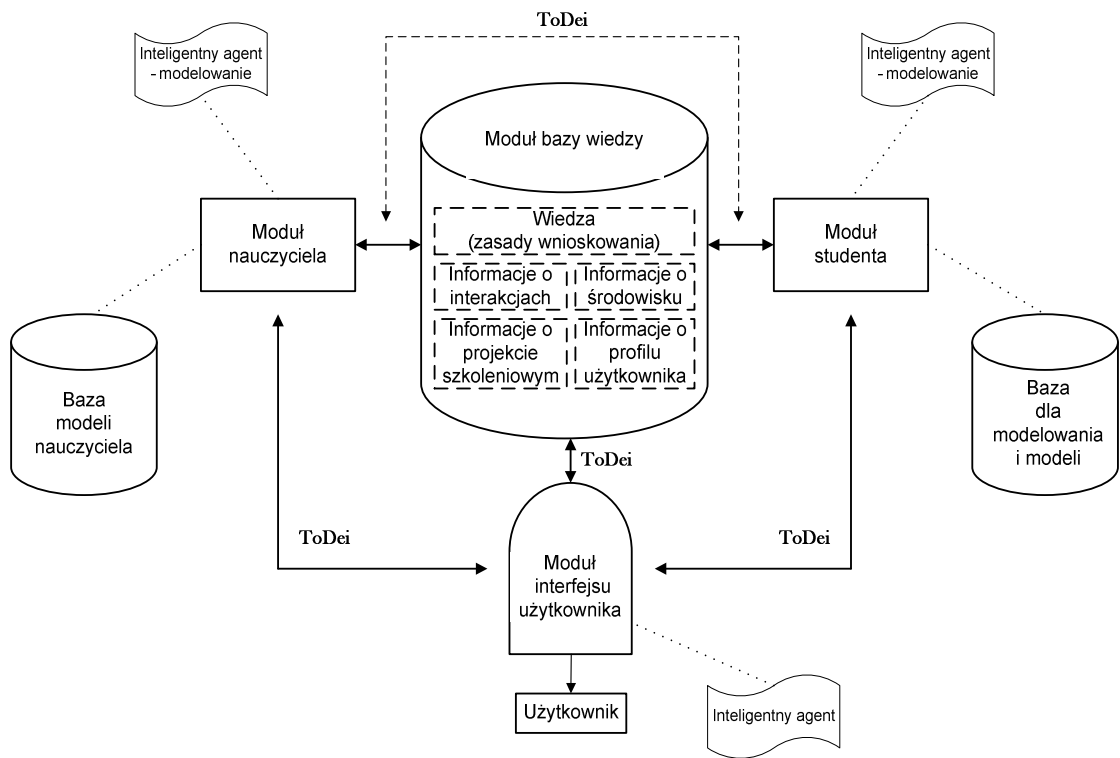 ToDei
Inteligentny agent
- modelowanie
Inteligentny agent
- modelowanie
Moduł bazy wiedzy
Moduł
nauczyciela
Wiedza
(zasady wnioskowania)
Moduł
studenta
Informacje o
interakcjach
Informacje o
środowisku
Informacje o
projekcie
szkoleniowym
Informacje o
profilu
użytkownika
Baza
modeli
nauczyciela
Baza
dla
modelowania
i modeli
ToDei
ToDei
ToDei
Moduł
interfejsu
użytkownika
Użytkownik
Inteligentny agent